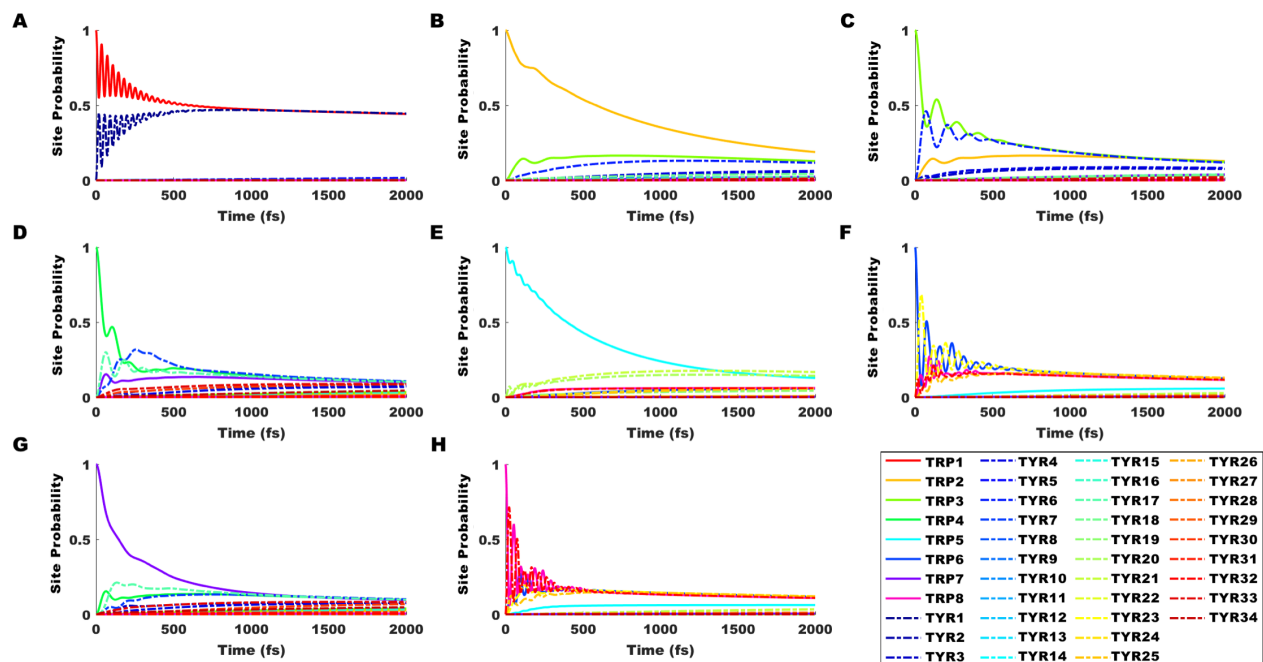 A
B
C
1
0.5
0
Site Probability
0
500
1000
1500
2000
Time (fs)
1
0.5
0
Site Probability
0
500
1000
1500
2000
Time (fs)
1
0.5
0
Site Probability
0
500
1000
1500
2000
Time (fs)
D
E
F
1
0.5
0
Site Probability
0
500
1000
1500
2000
Time (fs)
1
0.5
0
Site Probability
0
500
1000
1500
2000
Time (fs)
1
0.5
0
Site Probability
0
500
1000
1500
2000
Time (fs)
G
H
1
0.5
0
Site Probability
0
500
1000
1500
2000
Time (fs)
1
0.5
0
Site Probability
0
500
1000
1500
2000
Time (fs)
TRP1
TRP2
TRP3
TRP4
TRP5
TRP6
TRP7
TRP8
TYR1
TYR2
TYR3
TYR4
TYR5
TYR6
TYR7
TYR8
TYR9
TYR10
TYR11
TYR12
TYR13
TYR14
TYR15
TYR16
TYR17
TYR18
TYR19
TYR20
TYR21
TYR22
TYR23
TYR24
TYR25
TYR26
TYR27
TYR28
TYR29
TYR30
TYR31
TYR32
TYR33
TYR34